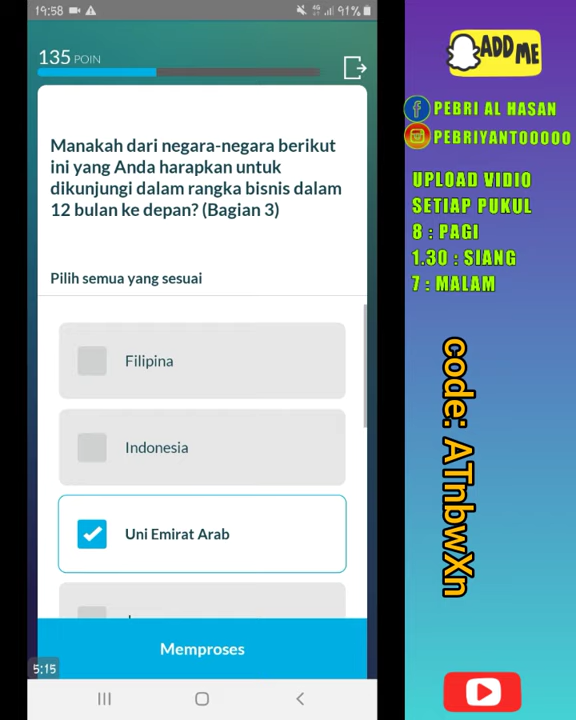 19:58
4G
91%
135 POIN
Manakah dari negara-negara berikut
ini yang Anda harapkan untuk
dikunjungi dalam rangka bisnis dalam
12 bulan ke depan? (Bagian 3)
Pilih semua yang sesuai
Filipina
Indonesia
Uni Emirat Arab
Memproses
5:15
ADD ME
PEBRI AL HASAN
PEBRIYANTO0000
UPLOAD VIDIO
SETIAP PUKUL
8 : PAGI
1.30 : SIANG
7 : MALAM
code: ATnbwXn